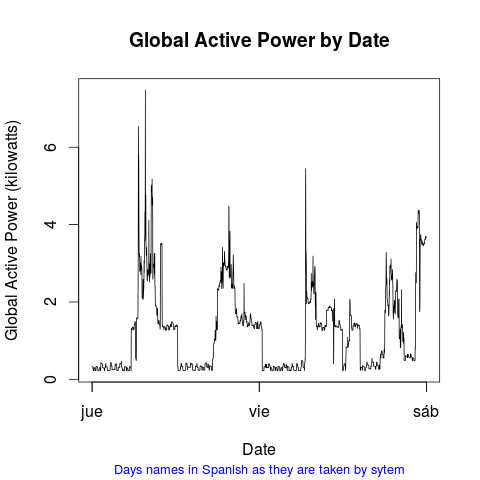 Global Active Power by Date
Global Active Power (kilowatts)
6
4
2
0
jue vie sáb
Date
Days names in Spanish as they are taken by sytem